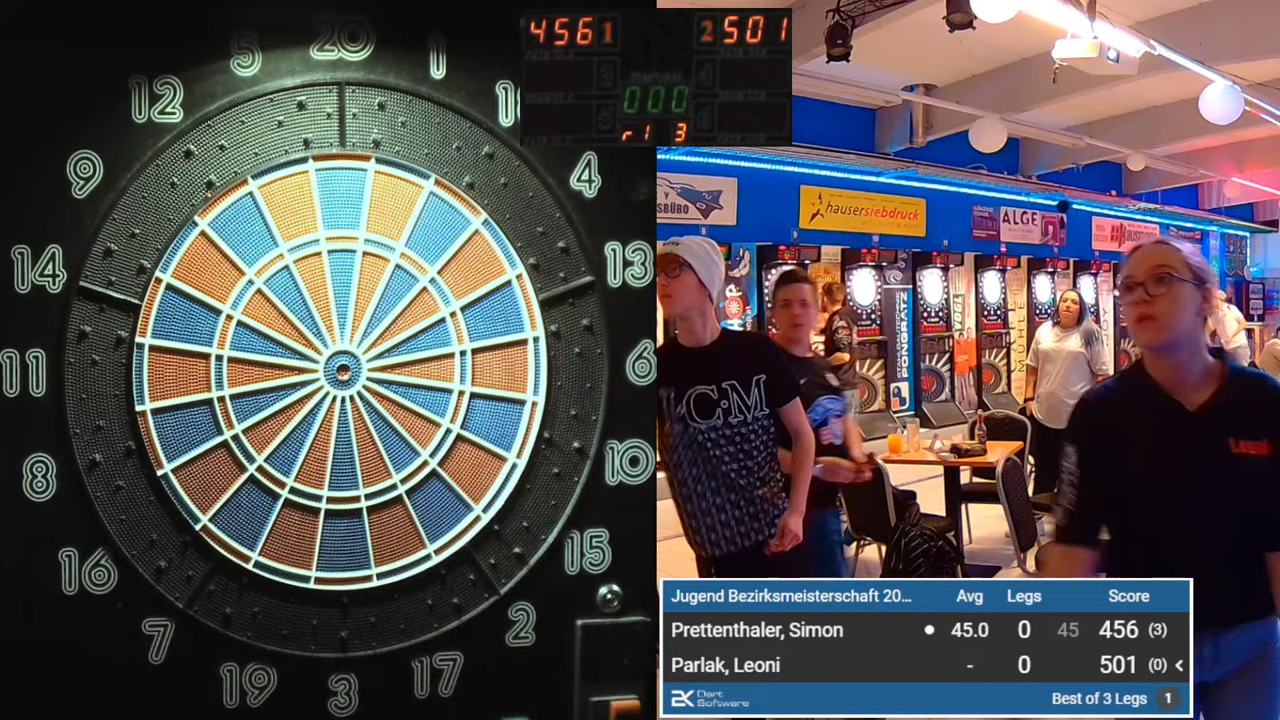 4561
2501
000
r1 3
5
20
1
12
9
4
14
13
11
6
8
10
16
15
7
2
19
3
17
hausersiebdruck
ALGE
PONGRATZ
L·C·M
Jugend Bezirksmeisterschaft 20... Avg Legs Score
Prettenthaler, Simon 45.0 0 45 456 (3)
Parlak, Leoni - 0 501 (0)
2K Dart Software
Best of 3 Legs 1